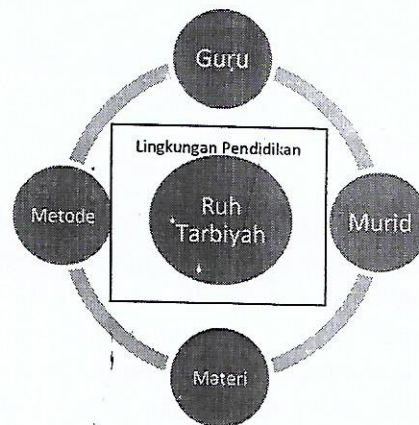 Guru
Lingkungan Pendidikan
Metode
Ruh
Tarbiyah
Murid
Materi